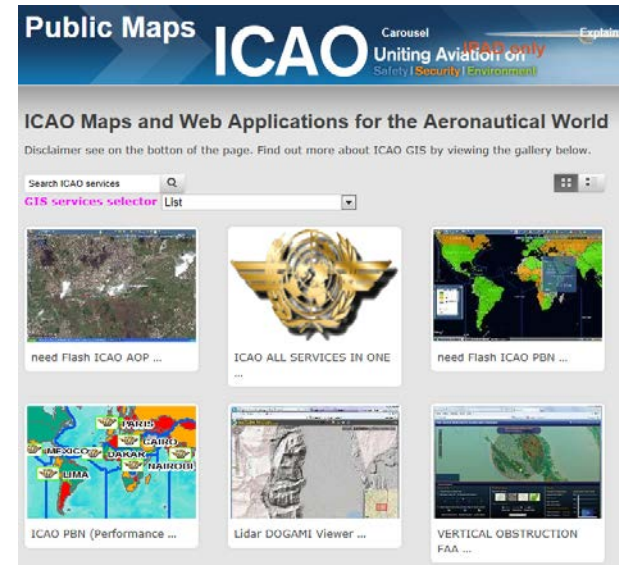 Public Maps
ICAO
Carousel
Explain
Uniting Aviation on
IPAD only
Safety | Security | Environment
ICAO Maps and Web Applications for the Aeronautical World
Disclaimer see on the botton of the page. Find out more about ICAO GIS by viewing the gallery below.
Search ICAO services
GIS services selector List
need Flash ICAO AOP ...
ICAO ALL SERVICES IN ONE
...
need Flash ICAO PBN ...
PARIS
CAIRO
MEXICO
DAKAR
NAIROBI
LIMA
ICAO PBN (Performance ...
Lidar DOGAMI Viewer ...
VERTICAL OBSTRUCTION
FAA ...